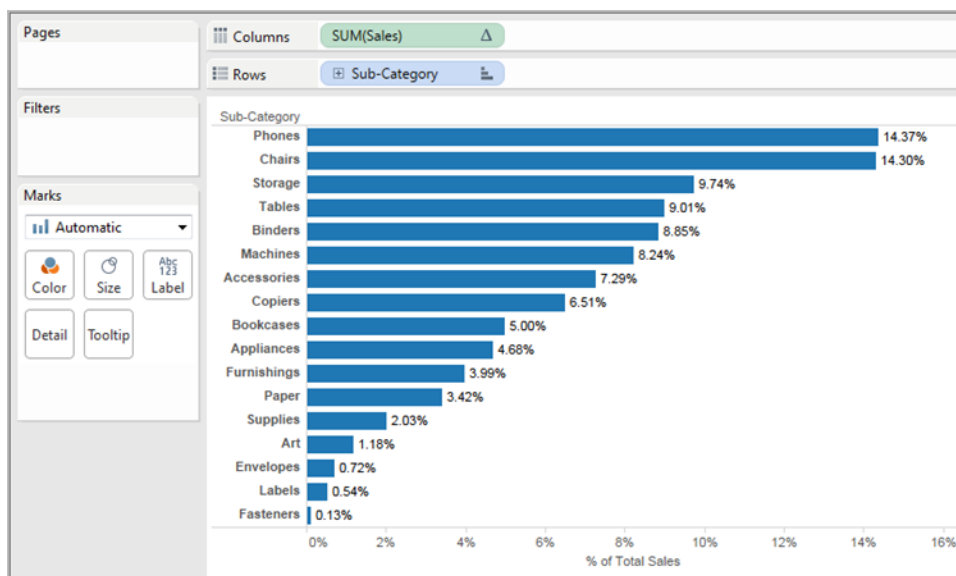 Pages
Columns SUM(Sales) Δ
Rows Sub-Category
Filters
Marks
Automatic
Color Size Abc 123 Label
Detail Tooltip
Sub-Category
Phones 14.37%
Chairs 14.30%
Storage 9.74%
Tables 9.01%
Binders 8.85%
Machines 8.24%
Accessories 7.29%
Copiers 6.51%
Bookcases 5.00%
Appliances 4.68%
Furnishings 3.99%
Paper 3.42%
Supplies 2.03%
Art 1.18%
Envelopes 0.72%
Labels 0.54%
Fasteners 0.13%
0% 2% 4% 6% 8% 10% 12% 14% 16%
% of Total Sales